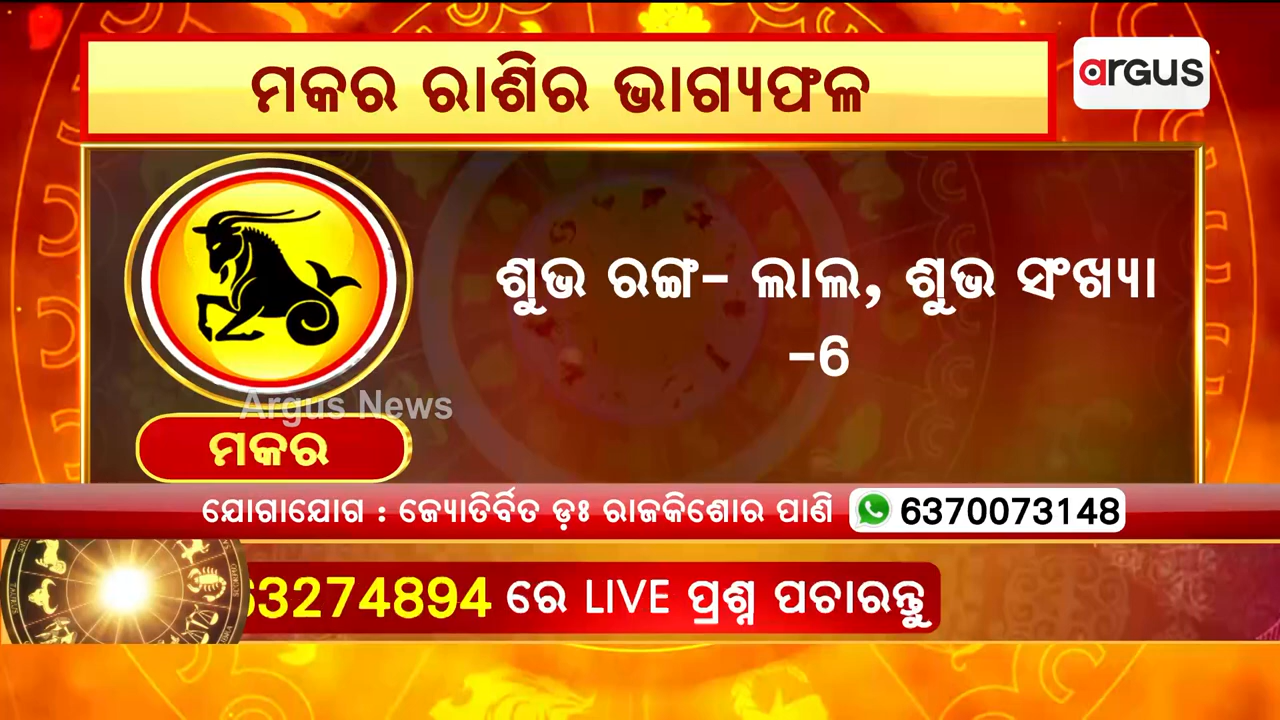 ମକର ରାଶିର ଭାଗ୍ୟଫଳ
argus
ଶୁଭ ରଙ୍ଗ- ଲାଲ, ଶୁଭ ସଂଖ୍ୟା
-6
Argus News
ମକର
ଯୋଗାଯୋଗ : ଜ୍ୟୋତିର୍ବିତ ଡ଼ଃ ରାଜକିଶୋର ପାଣି 6370073148
63274894 ରେ LIVE ପ୍ରଶ୍ନ ପଚାରନ୍ତୁ